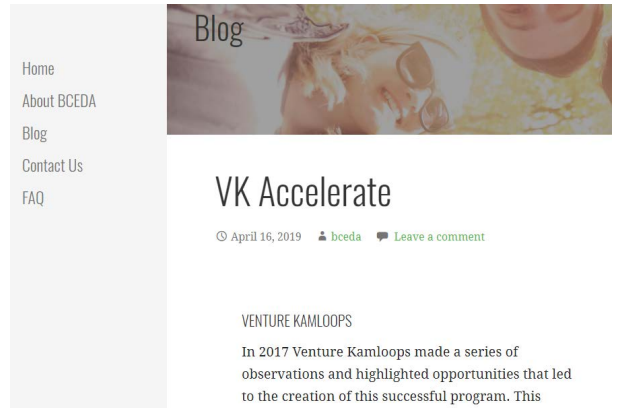 Blog
Home
About BCEDA
Blog
Contact Us
FAQ
VK Accelerate
April 16, 2019 bceda Leave a comment
VENTURE KAMLOOPS
In 2017 Venture Kamloops made a series of
observations and highlighted opportunities that led
to the creation of this successful program. This